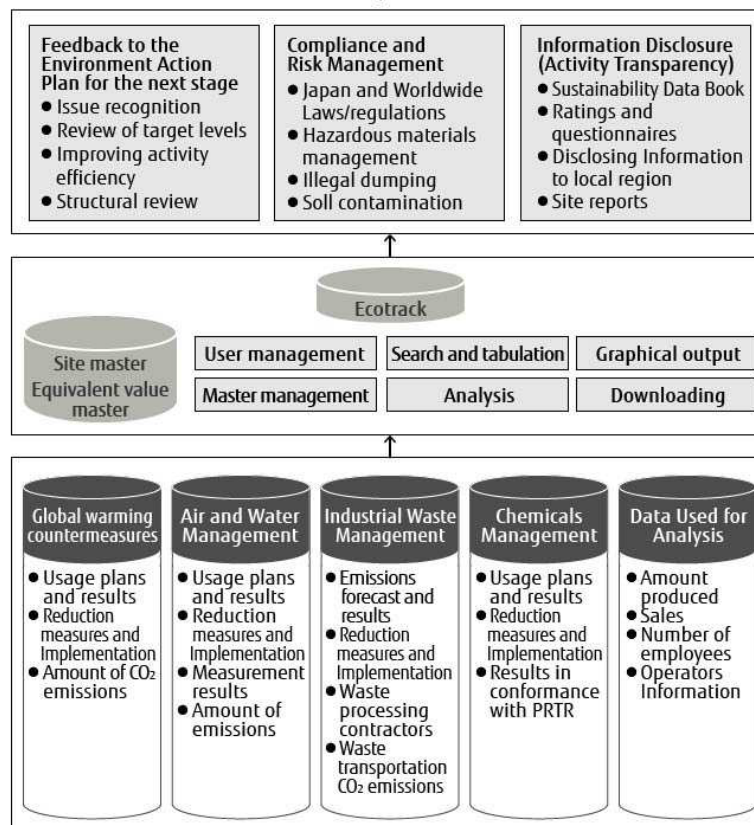 Feedback to the
Environment Action
Plan for the next stage
● Issue recognition
● Review of target levels
● Improving activity
efficiency
● Structural review
Compliance and
Risk Management
● Japan and Worldwide
Laws/regulations
● Hazardous materials
management
● Illegal dumping
● Soll contamination
Information Disclosure
(Activity Transparency)
● Sustainability Data Book
● Ratings and
questionnaires
● Disclosing Information
to local region
● Site reports
Ecotrack
Site master
Equivalent value
master
User management
Search and tabulation
Graphical output
Master management
Analysis
Downloading
Global warming
countermeasures
● Usage plans
and results
● Reduction
measures and
Implementation
● Amount of CO₂
emissions
Air and Water
Management
● Usage plans
and results
● Reduction
measures and
Implementation
● Measurement
results
● Amount of
emissions
Industrial Waste
Management
● Emissions
forecast and
results
● Reduction
measures and
Implementation
● Waste
processing
contractors
● Waste
transportation
CO₂ emissions
Chemicals
Management
● Usage plans
and results
● Reduction
measures and
Implementation
● Results in
conformance
with PRTR
Data Used for
Analysis
● Amount
produced
● Sales
● Number of
employees
● Operators
Information